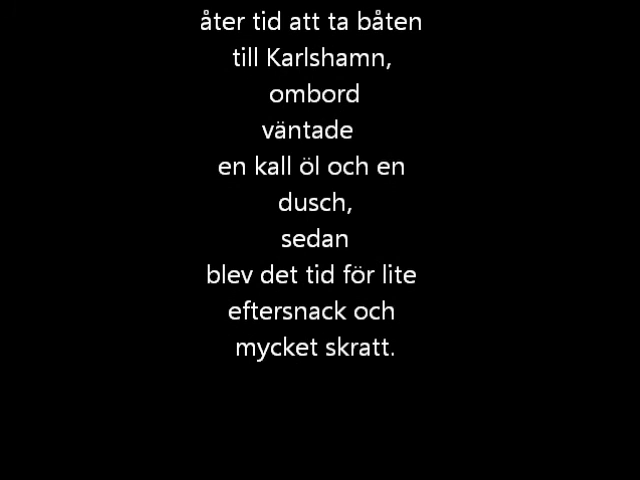 åter tid att ta båten
till Karlshamn,
ombord
väntade
en kall öl och en
dusch,
sedan
blev det tid för lite
eftersnack och
mycket skratt.